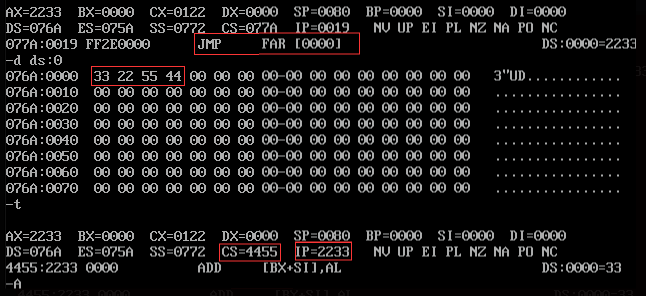 AX=2233 BX=0000 CX=0122 DX=0000 SP=0080 BP=0000 SI=0000 DI=0000
DS=076A ES=075A SS=0772 CS=077A IP=0019 NV UP EI PL NZ NA PO NC
077A:0019 FF2E0000 JMP FAR [0000] DS:0000=2233
-d ds:0
076A:0000 33 22 55 44 00 00 00 00-00 00 00 00 00 00 00 00 3"UD............
076A:0010 00 00 00 00 00 00 00 00-00 00 00 00 00 00 00 00 ................
076A:0020 00 00 00 00 00 00 00 00-00 00 00 00 00 00 00 00 ................
076A:0030 00 00 00 00 00 00 00 00-00 00 00 00 00 00 00 00 ................
076A:0040 00 00 00 00 00 00 00 00-00 00 00 00 00 00 00 00 ................
076A:0050 00 00 00 00 00 00 00 00-00 00 00 00 00 00 00 00 ................
076A:0060 00 00 00 00 00 00 00 00-00 00 00 00 00 00 00 00 ................
076A:0070 00 00 00 00 00 00 00 00-00 00 00 00 00 00 00 00 ................
-t
AX=2233 BX=0000 CX=0122 DX=0000 SP=0080 BP=0000 SI=0000 DI=0000
DS=076A ES=075A SS=0772 CS=4455 IP=2233 NV UP EI PL NZ NA PO NC
4455:2233 0000 ADD [BX+SI],AL DS:0000=33
-A